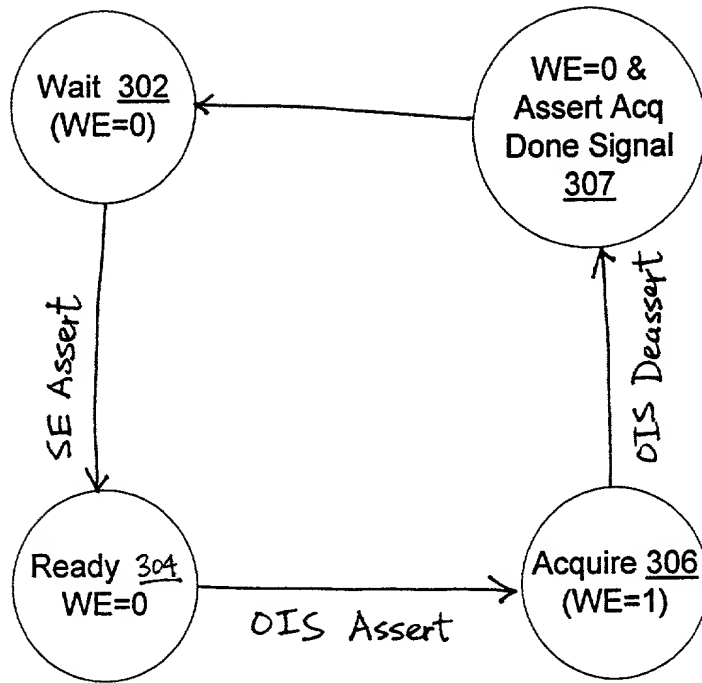 Wait 302
(WE=0)
WE=0 &
Assert Acq
Done Signal
307
SE Assert
OIS Deassert
Ready 304
WE=0
OIS Assert
Acquire 306
(WE=1)